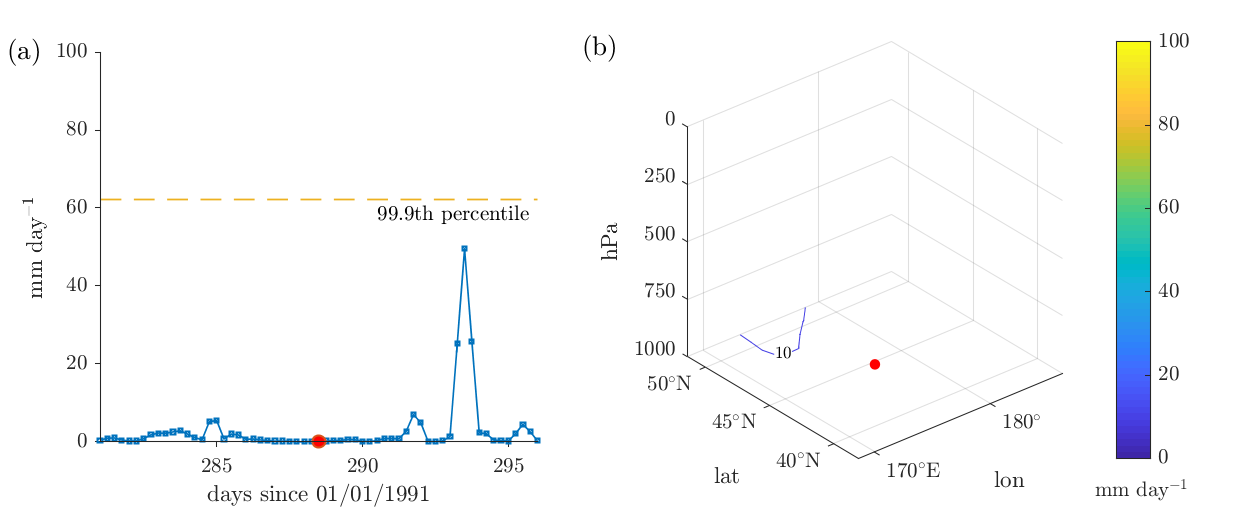 (a)
100
80
60
40
20
0
mm day⁻¹
99.9th percentile
285
290
295
days since 01/01/1991
(b)
0
250
500
750
1000
hPa
10
50°N
45°N
40°N
lat
170°E
180°
lon
100
80
60
40
20
0
mm day⁻¹